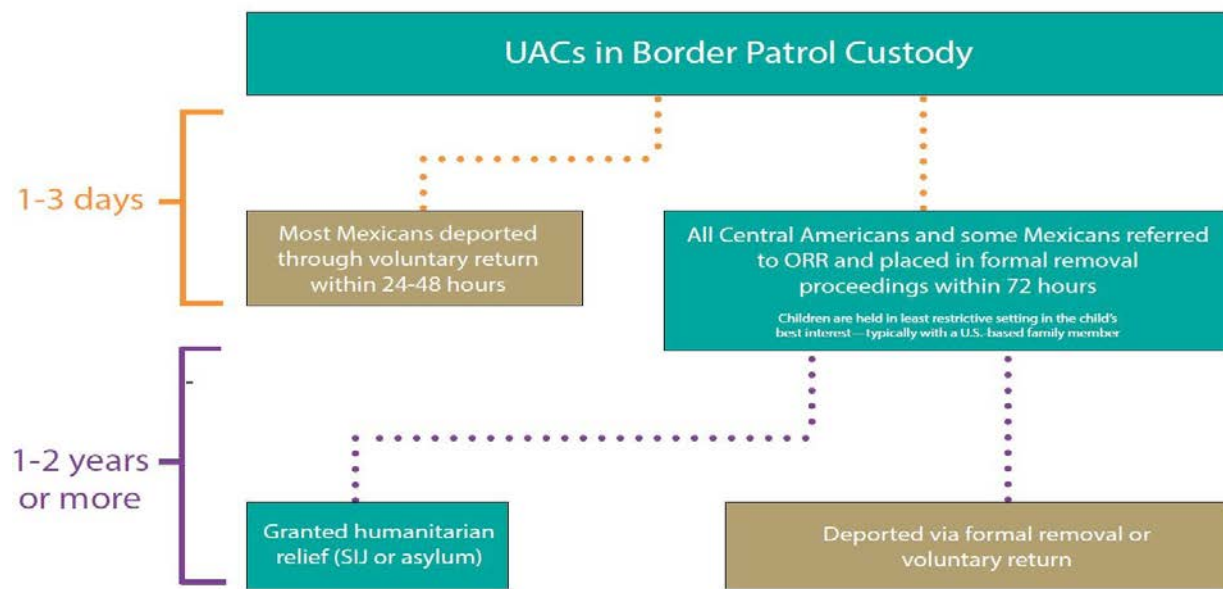 UACs in Border Patrol Custody
1-3 days
Most Mexicans deported
through voluntary return
within 24-48 hours
All Central Americans and some Mexicans referred
to ORR and placed in formal removal
proceedings within 72 hours
Children are held in least restrictive setting in the child's
best interest—typically with a U.S.-based family member
1-2 years
or more
Granted humanitarian
relief (SIJ or asylum)
Deported via formal removal or
voluntary return